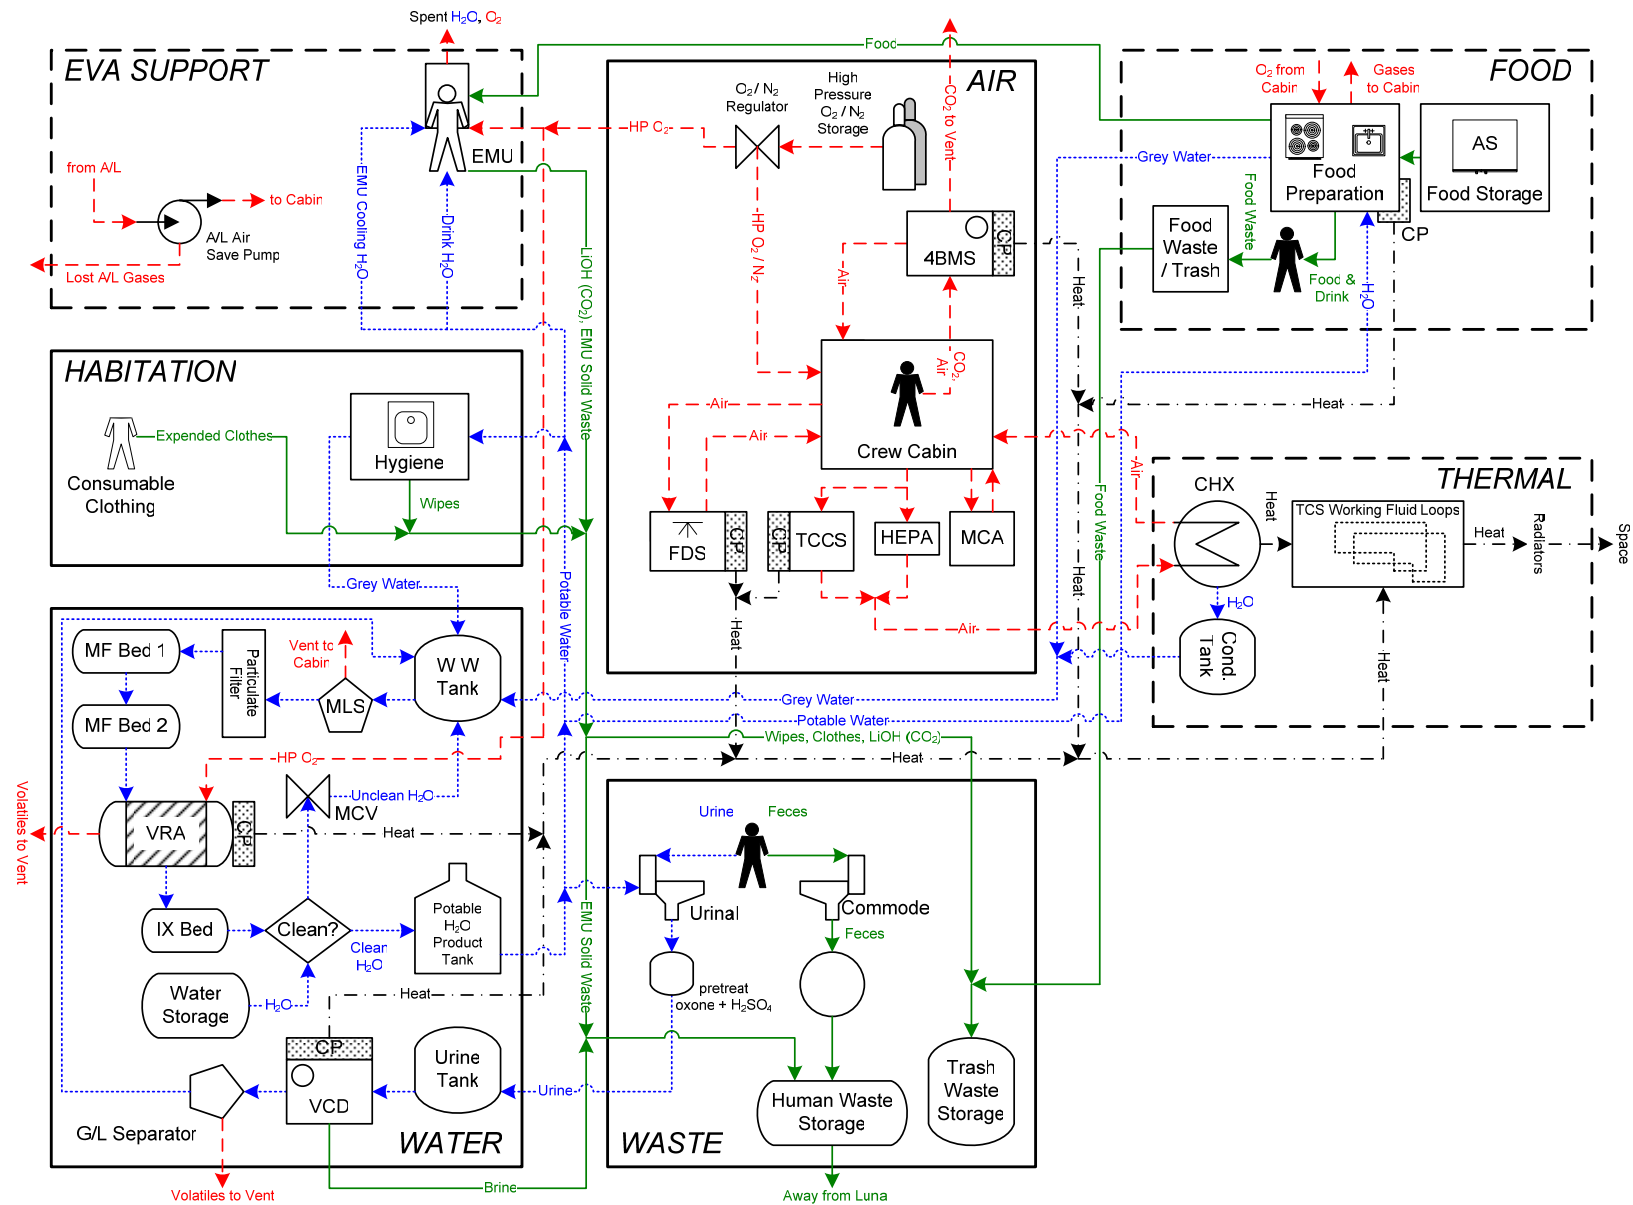 Spent H₂O, O₂
EVA SUPPORT
EMU
from A/L
to Cabin
A/L Air
Save Pump
Lost A/L Gases
EMU Cooling H₂O
Drink H₂O
Food
HP O₂
LiOH (CO₂), EMU Solid Waste
AIR
O₂ / N₂
Regulator
High
Pressure
O₂ / N₂
Storage
CO₂ to Vent
HP O₂ / N₂
4BMS
CP
Air
CO₂,
Air
Crew Cabin
Air
Air
Heat
FDS
CP
CP
TCCS
HEPA
MCA
Heat
Heat
Air
Air
FOOD
O₂ from
Cabin
Gases
to Cabin
Food
Preparation
AS
Food Storage
CP
Grey Water
Food Waste
Food
Waste
/ Trash
Food &
Drink
H₂O
Heat
Food Waste
HABITATION
Consumable
Clothing
Expended Clothes
Hygiene
Wipes
Grey Water
Potable Water
THERMAL
CHX
Heat
TCS Working Fluid Loops
Heat
Radiators
Space
H₂O
Cond.
Tank
Heat
MF Bed 1
MF Bed 2
Particulate
Filter
Vent to
Cabin
MLS
W W
Tank
Grey Water
Potable Water
Wipes, Clothes, LiOH (CO₂)
Heat
HP O₂
Volatiles to Vent
VRA
CP
MCV
Unclean H₂O
Heat
IX Bed
Clean?
Clean
H₂O
Potable
H₂O
Product
Tank
Water
Storage
H₂O
Heat
CP
VCD
Urine
Tank
Urine
G/L Separator
WATER
Volatiles to Vent
Brine
EMU Solid Waste
Urine
Feces
Urinal
Commode
Feces
pretreat
oxone + H₂SO₄
Human Waste
Storage
Trash
Waste
Storage
WASTE
Away from Luna